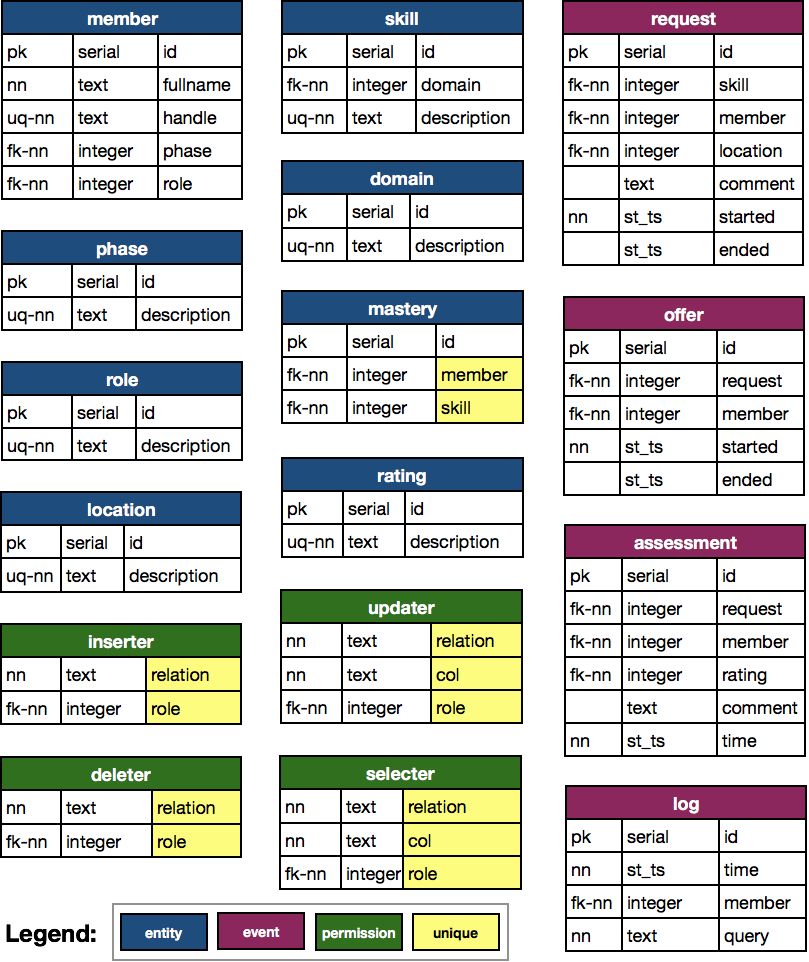 member
pk serial id
nn text fullname
uq-nn text handle
fk-nn integer phase
fk-nn integer role
phase
pk serial id
uq-nn text description
role
pk serial id
uq-nn text description
location
pk serial id
uq-nn text description
inserter
nn text relation
fk-nn integer role
deleter
nn text relation
fk-nn integer role
skill
pk serial id
fk-nn integer domain
uq-nn text description
domain
pk serial id
uq-nn text description
mastery
pk serial id
fk-nn integer member
fk-nn integer skill
rating
pk serial id
uq-nn text description
updater
nn text relation
nn text col
fk-nn integer role
selecter
nn text relation
nn text col
fk-nn integer role
request
pk serial id
fk-nn integer skill
fk-nn integer member
fk-nn integer location
text comment
nn st_ts started
st_ts ended
offer
pk serial id
fk-nn integer request
fk-nn integer member
nn st_ts started
st_ts ended
assessment
pk serial id
fk-nn integer request
fk-nn integer member
fk-nn integer rating
text comment
nn st_ts time
log
pk serial id
nn st_ts time
fk-nn integer member
nn text query
Legend: entity event permission unique